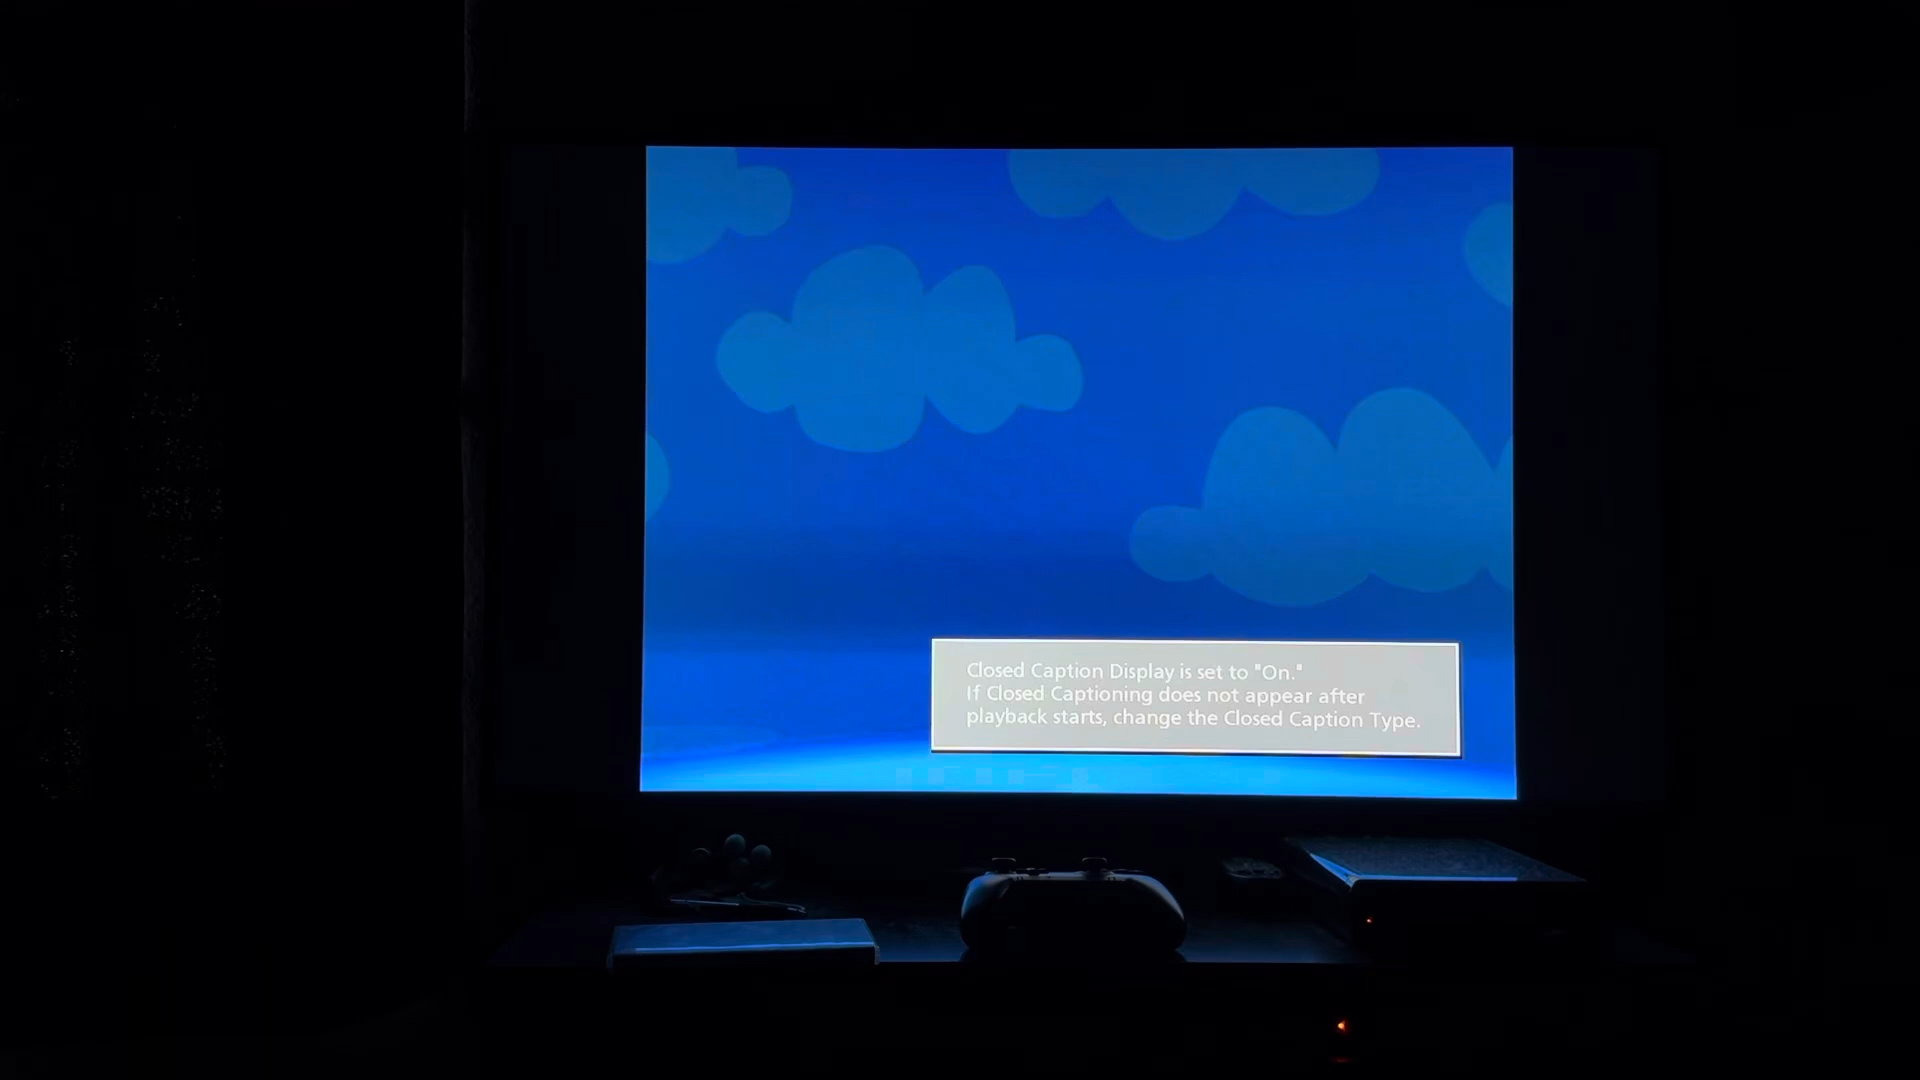 Closed Caption Display is set to "On."
If Closed Captioning does not appear after
playback starts, change the Closed Caption Type.